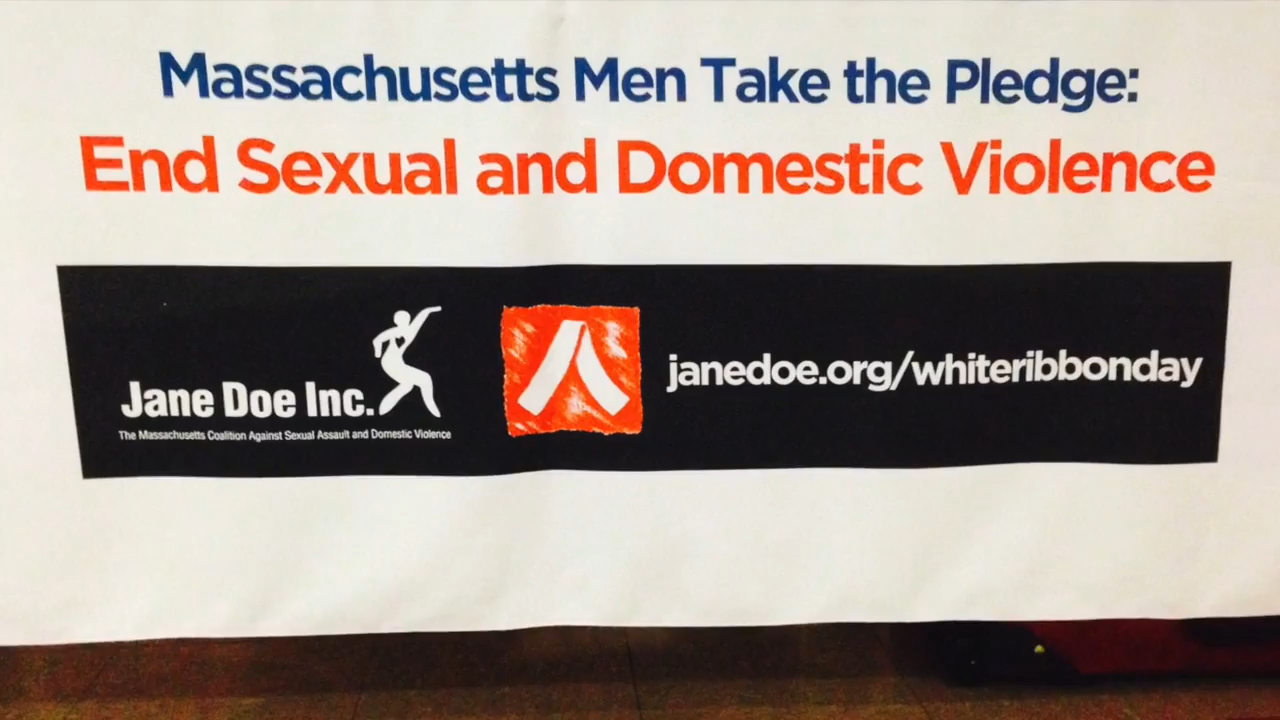 Massachusetts Men Take the Pledge:
End Sexual and Domestic Violence
Jane Doe Inc.
The Massachusetts Coalition Against Sexual Assault and Domestic Violence
janedoe.org/whiteribbonday